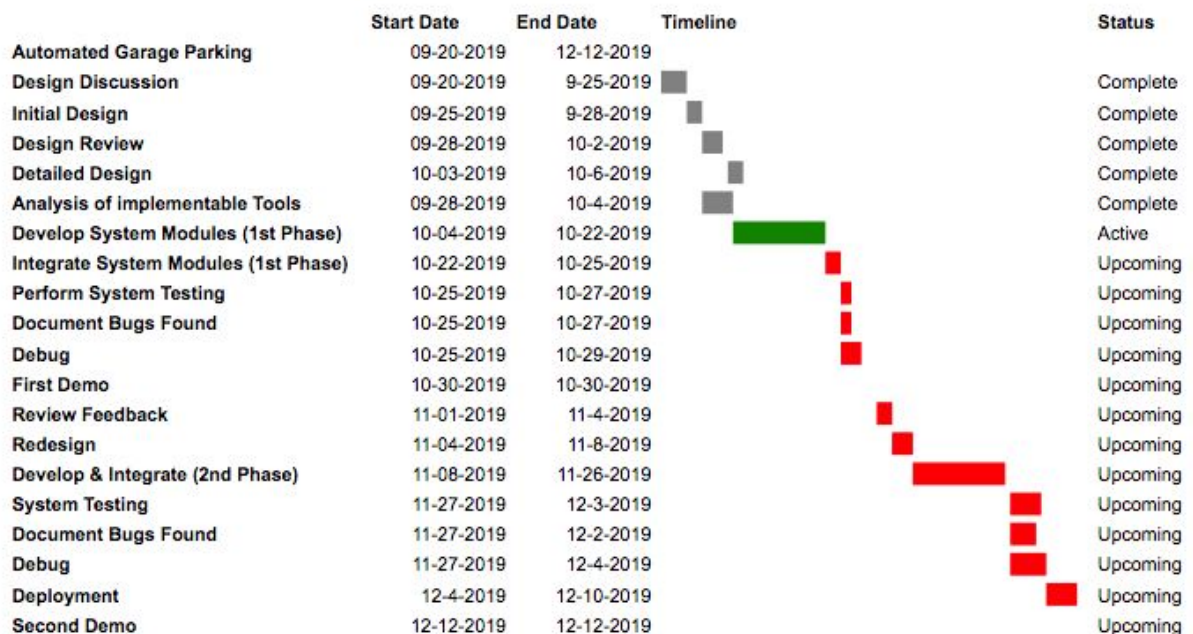 Start Date End Date Timeline Status
Automated Garage Parking 09-20-2019 12-12-2019
Design Discussion 09-20-2019 9-25-2019 Complete
Initial Design 09-25-2019 9-28-2019 Complete
Design Review 09-28-2019 10-2-2019 Complete
Detailed Design 10-03-2019 10-6-2019 Complete
Analysis of implementable Tools 09-28-2019 10-4-2019 Complete
Develop System Modules (1st Phase) 10-04-2019 10-22-2019 Active
Integrate System Modules (1st Phase) 10-22-2019 10-25-2019 Upcoming
Perform System Testing 10-25-2019 10-27-2019 Upcoming
Document Bugs Found 10-25-2019 10-27-2019 Upcoming
Debug 10-25-2019 10-29-2019 Upcoming
First Demo 10-30-2019 10-30-2019 Upcoming
Review Feedback 11-01-2019 11-4-2019 Upcoming
Redesign 11-04-2019 11-8-2019 Upcoming
Develop & Integrate (2nd Phase) 11-08-2019 11-26-2019 Upcoming
System Testing 11-27-2019 12-3-2019 Upcoming
Document Bugs Found 11-27-2019 12-2-2019 Upcoming
Debug 11-27-2019 12-4-2019 Upcoming
Deployment 12-4-2019 12-10-2019 Upcoming
Second Demo 12-12-2019 12-12-2019 Upcoming